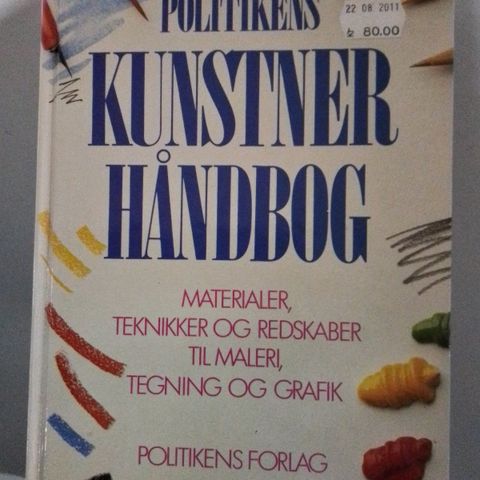 22 08 2011
80.00
POLITIKENS
KUNSTNER
HÅNDBOG
MATERIALER,
TEKNIKKER OG REDSKABER
TIL MALERI,
TEGNING OG GRAFIK
POLITIKENS FORLAG